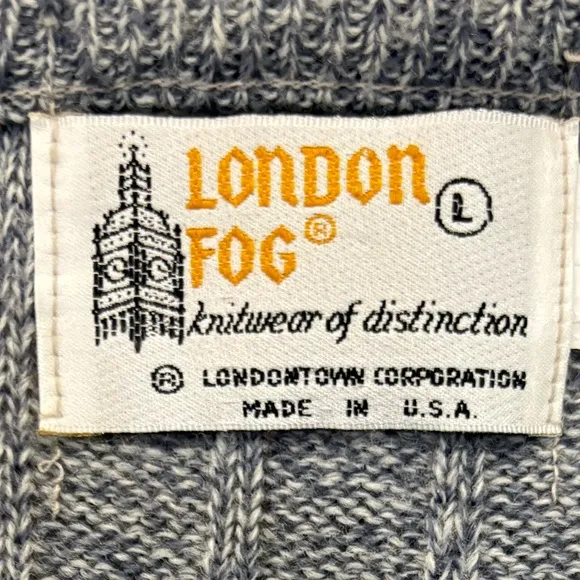 LONDON
FOG® Ⓛ
knitwear of distinction
® LONDONTOWN CORPORATION
MADE IN U.S.A.